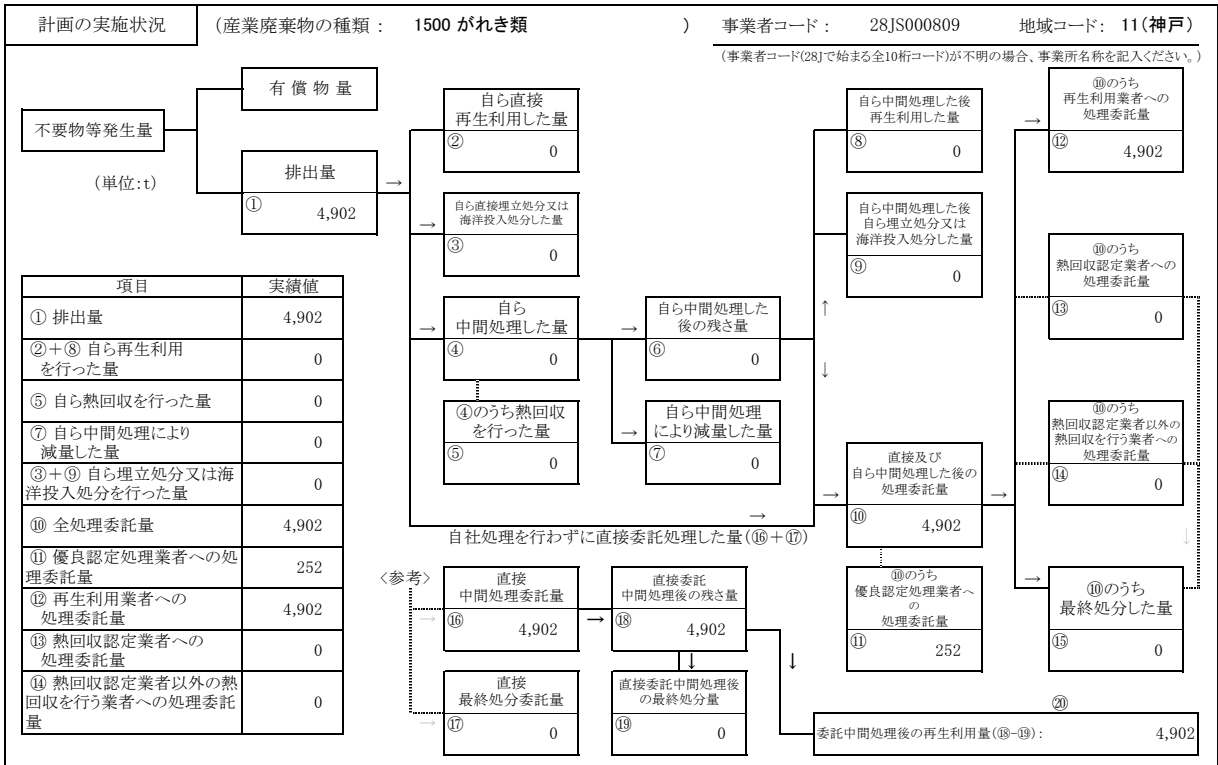 計画の実施状況
(産業廃棄物の種類： 1500 がれき類 )
事業者コード： 28JS000809 地域コード： 11(神戸)
(事業者コード(28Jで始まる全10桁コード)が不明の場合、事業所名称を記入ください。)
不要物等発生量
有償物量
(単位:t)
排出量
① 4,902
→
自ら直接
再生利用した量
② 0
→
自ら直接埋立処分又は
海洋投入処分した量
③ 0
→
自ら
中間処理した量
④ 0
④のうち熱回収
を行った量
⑤ 0
→
自ら中間処理した
後の残さ量
⑥ 0
→
自ら中間処理
により減量した量
⑦ 0
自ら中間処理した後
再生利用した量
⑧ 0
自ら中間処理した後
自ら埋立処分又は
海洋投入処分した量
⑨ 0
↑
↓
→
直接及び
自ら中間処理した後の
処理委託量
⑩ 4,902
→
⑩のうち
優良認定処理業者へ
の
処理委託量
⑪ 252
→
⑩のうち
再生利用業者への
処理委託量
⑫ 4,902
⑩のうち
熱回収認定業者への
処理委託量
⑬ 0
⑩のうち
熱回収認定業者以外の
熱回収を行う業者への
処理委託量
⑭ 0
↓
→
⑩のうち
最終処分した量
⑮ 0
→
自社処理を行わずに直接委託処理した量(⑯+⑰)
〈参考〉
→
直接
中間処理委託量
⑯ 4,902
→
直接委託
中間処理後の残さ量
⑱ 4,902
→
直接
最終処分委託量
⑰ 0
↓
直接委託中間処理後
の最終処分量
⑲ 0
↓
⑳
委託中間処理後の再生利用量(⑱-⑲)： 4,902
項目 実績値
① 排出量 4,902
②+⑧ 自ら再生利用
を行った量 0
⑤ 自ら熱回収を行った量 0
⑦ 自ら中間処理により
減量した量 0
③+⑨ 自ら埋立処分又は海
洋投入処分を行った量 0
⑩ 全処理委託量 4,902
⑪ 優良認定処理業者への処
理委託量 252
⑫ 再生利用業者への
処理委託量 4,902
⑬ 熱回収認定業者への
処理委託量 0
⑭ 熱回収認定業者以外の熱
回収を行う業者への処理委託
量 0